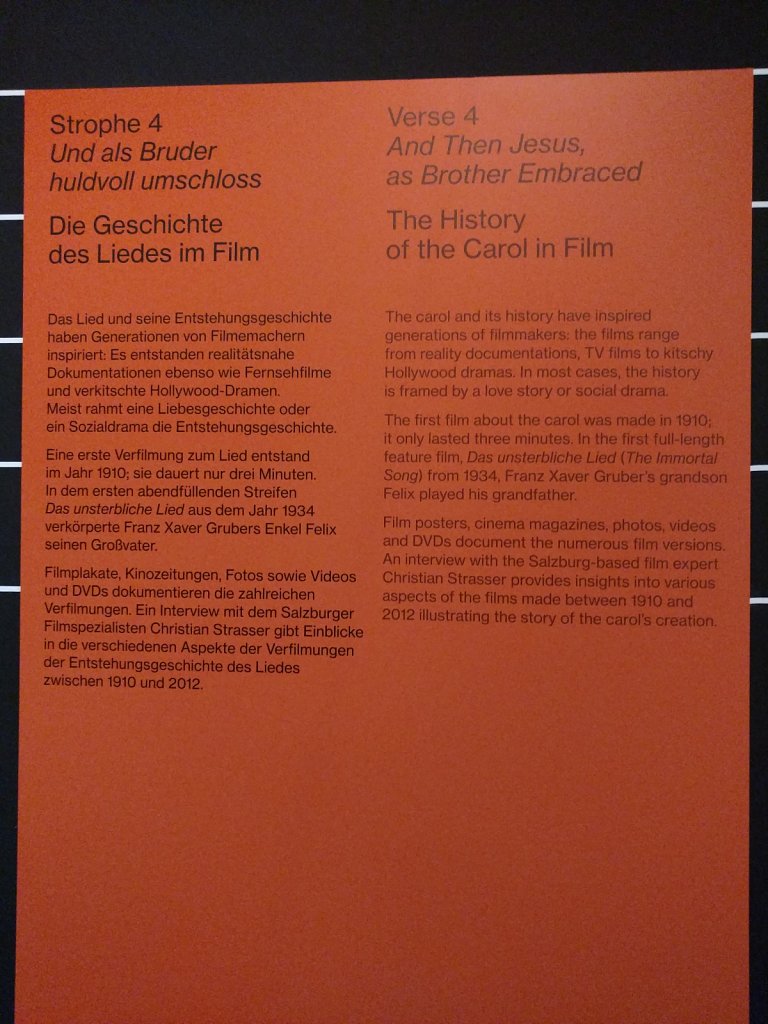 Strophe 4
Und als Bruder
huldvoll umschloss
Die Geschichte
des Liedes im Film
Das Lied und seine Entstehungsgeschichte
haben Generationen von Filmemachern
inspiriert: Es entstanden realitätsnahe
Dokumentationen ebenso wie Fernsehfilme
und verkitschte Hollywood-Dramen.
Meist rahmt eine Liebesgeschichte oder
ein Sozialdrama die Entstehungsgeschichte.
Eine erste Verfilmung zum Lied entstand
im Jahr 1910; sie dauert nur drei Minuten.
In dem ersten abendfüllenden Streifen
Das unsterbliche Lied aus dem Jahr 1934
verkörperte Franz Xaver Grubers Enkel Felix
seinen Großvater.
Filmplakate, Kinozeitungen, Fotos sowie Videos
und DVDs dokumentieren die zahlreichen
Verfilmungen. Ein Interview mit dem Salzburger
Filmspezialisten Christian Strasser gibt Einblicke
in die verschiedenen Aspekte der Verfilmungen
der Entstehungsgeschichte des Liedes
zwischen 1910 und 2012.
Verse 4
And Then Jesus,
as Brother Embraced
The History
of the Carol in Film
The carol and its history have inspired
generations of filmmakers: the films range
from reality documentations, TV films to kitschy
Hollywood dramas. In most cases, the history
is framed by a love story or social drama.
The first film about the carol was made in 1910;
it only lasted three minutes. In the first full-length
feature film, Das unsterbliche Lied (The Immortal
Song) from 1934, Franz Xaver Gruber's grandson
Felix played his grandfather.
Film posters, cinema magazines, photos, videos
and DVDs document the numerous film versions.
An interview with the Salzburg-based film expert
Christian Strasser provides insights into various
aspects of the films made between 1910 and
2012 illustrating the story of the carol's creation.